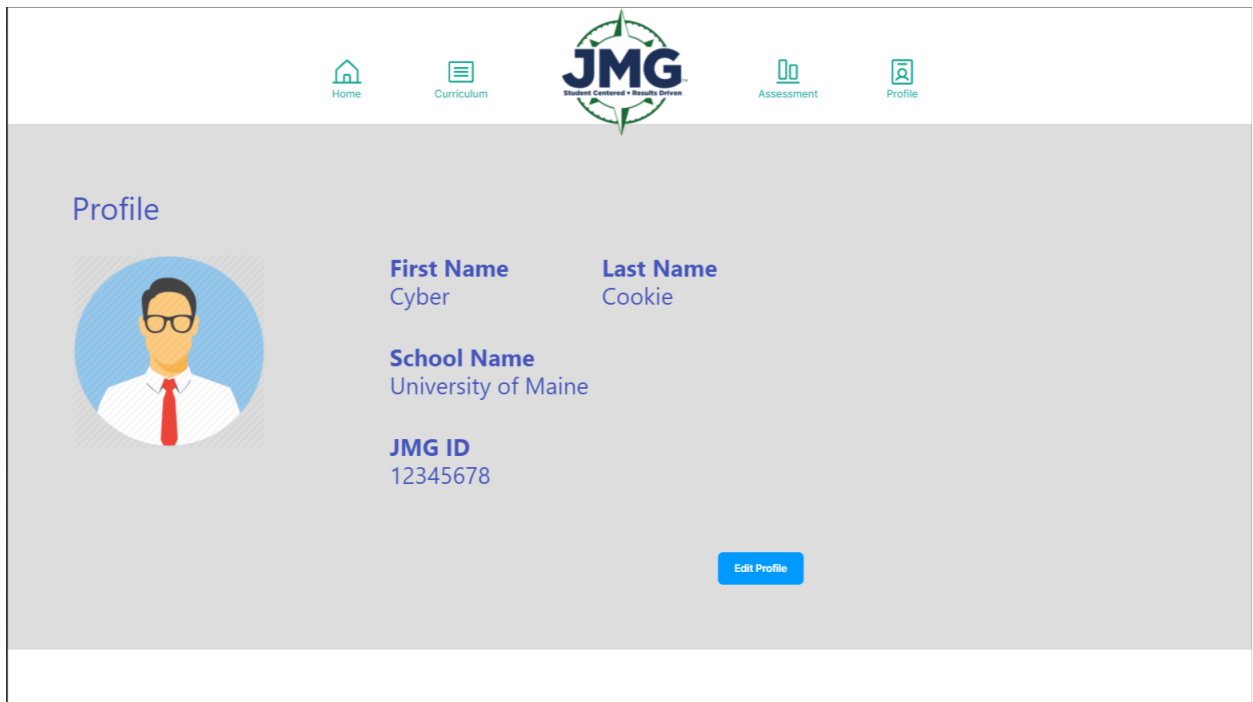 Home
Curriculum
JMG
Student Centered • Results Driven
Assessment
Profile
Profile
First Name
Last Name
Cyber
Cookie
School Name
University of Maine
JMG ID
12345678
Edit Profile